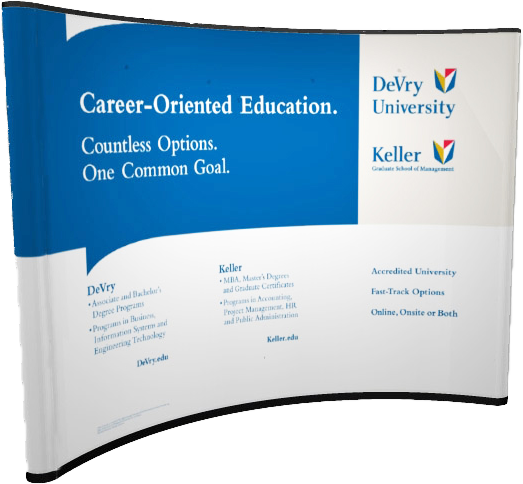 Career-Oriented Education.
Countless Options.
One Common Goal.
DeVry
University
Keller
Graduate School of Management
DeVry
• Associate and Bachelor's
Degree Programs
• Programs in Business,
Information Systems and
Engineering Technology
DeVry.edu
Keller
• MBA, Master's Degrees
and Graduate Certificates
• Programs in Accounting,
Project Management, HR,
and Public Administration
Keller.edu
Accredited University
Fast-Track Options
Online, Onsite or Both